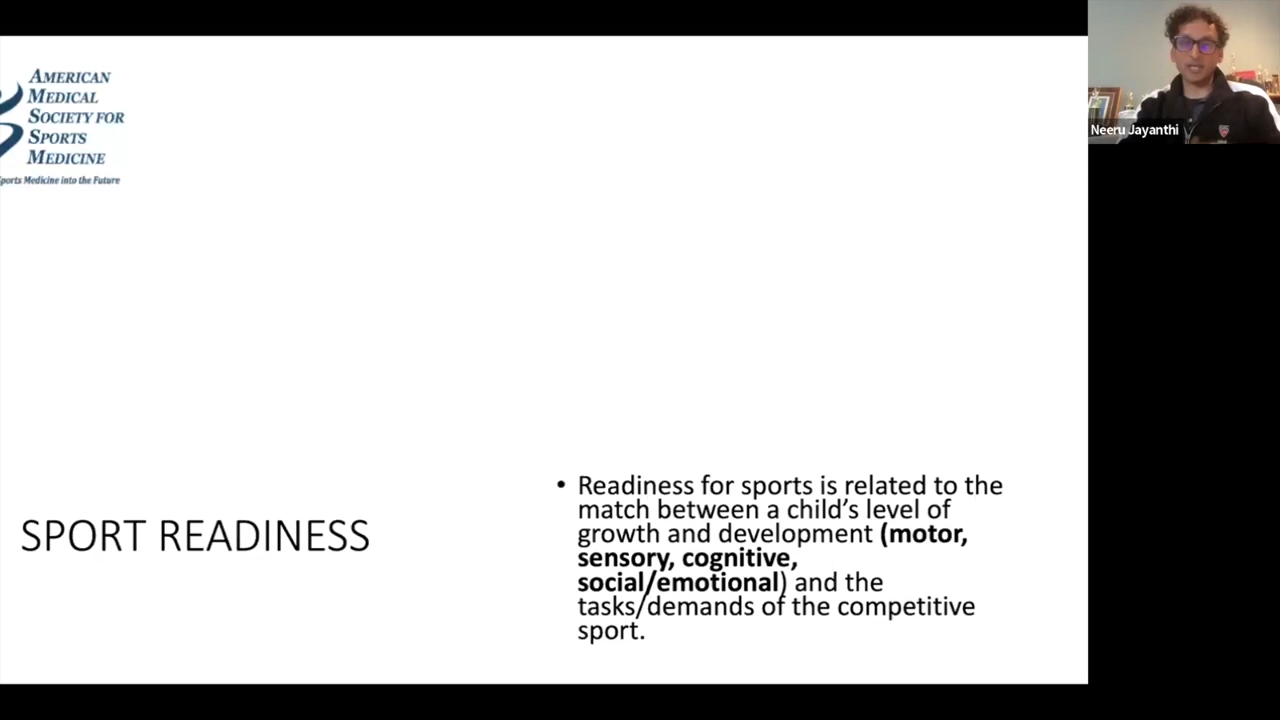 AMERICAN
MEDICAL
SOCIETY FOR
SPORTS
MEDICINE
Sports Medicine into the Future
Neeru Jayanthi
SPORT READINESS
• Readiness for sports is related to the
match between a child's level of
growth and development (motor,
sensory, cognitive,
social/emotional) and the
tasks/demands of the competitive
sport.